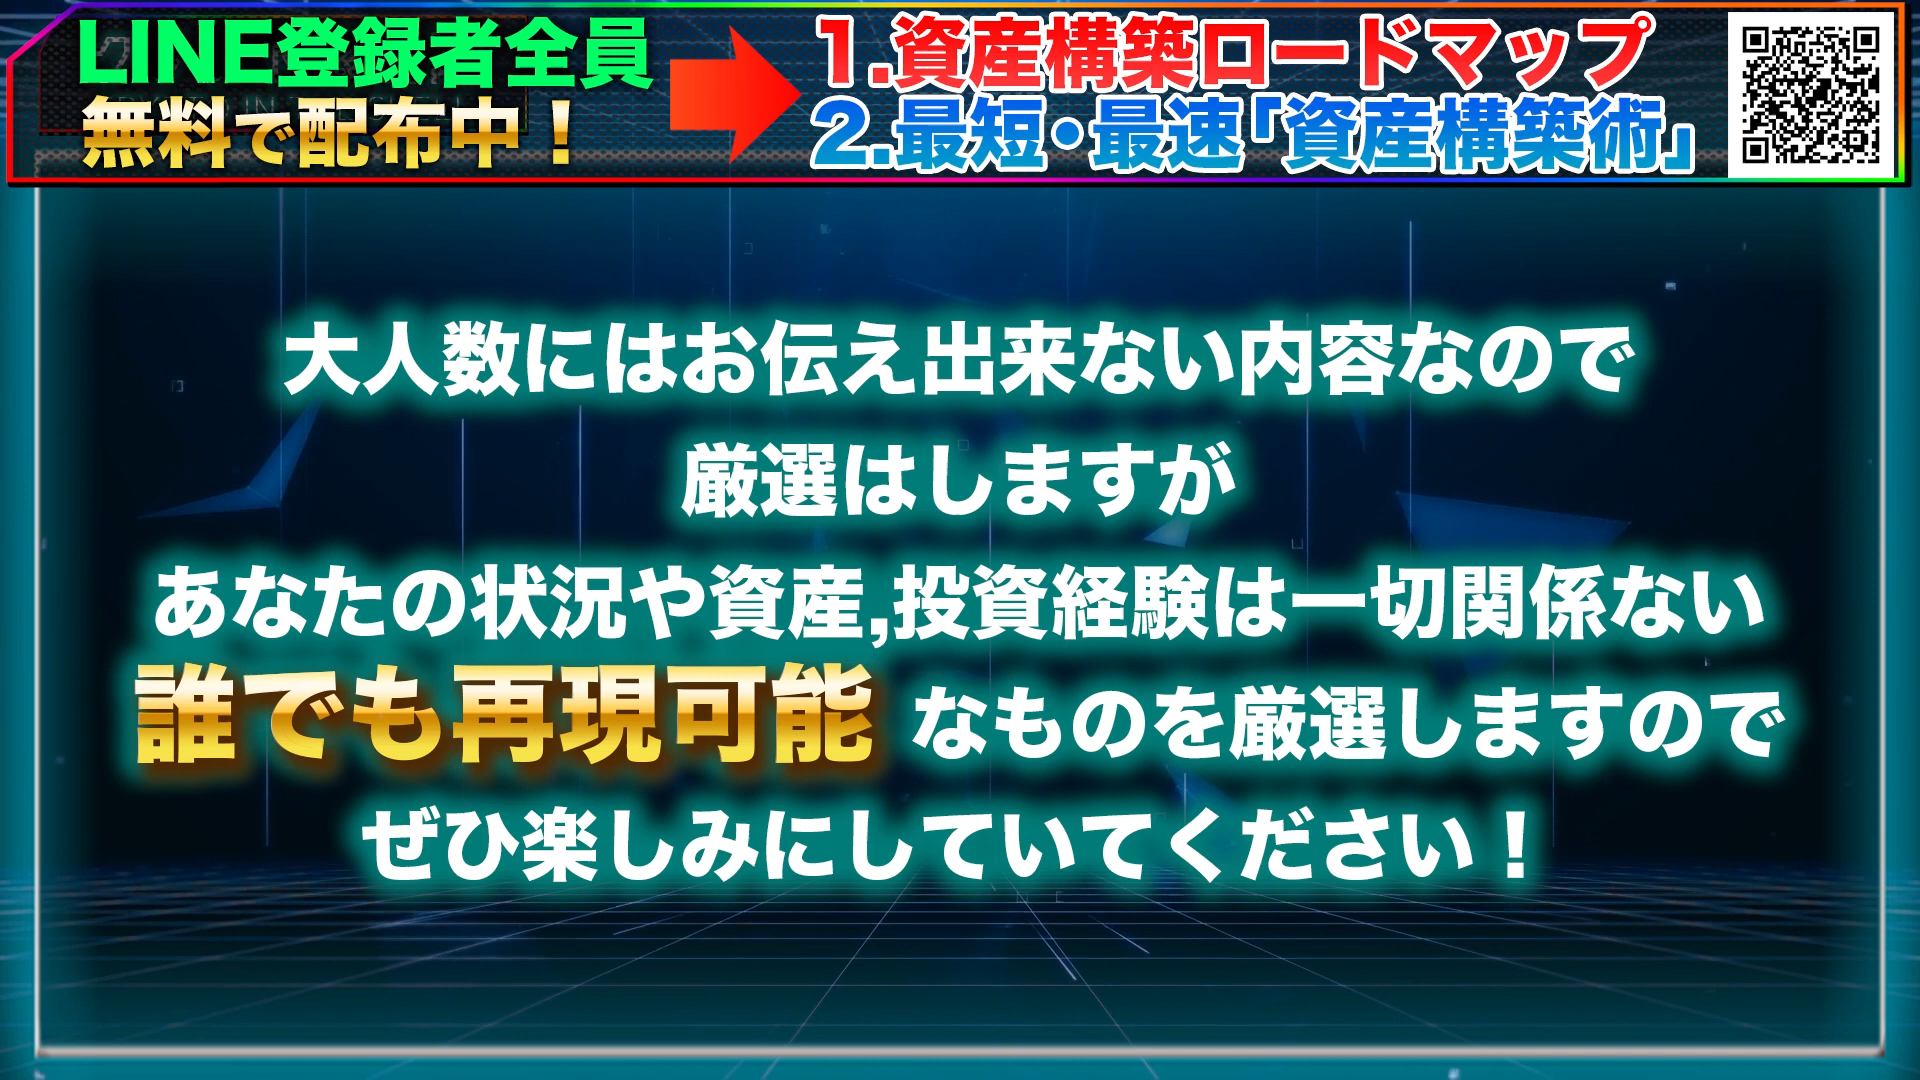 LINE登録者全員
無料で配布中！
1.資産構築ロードマップ
2.最短・最速「資産構築術」
大人数にはお伝え出来ない内容なので
厳選はしますが
あなたの状況や資産,投資経験は一切関係ない
誰でも再現可能 なものを厳選しますので
ぜひ楽しみにしていてください！